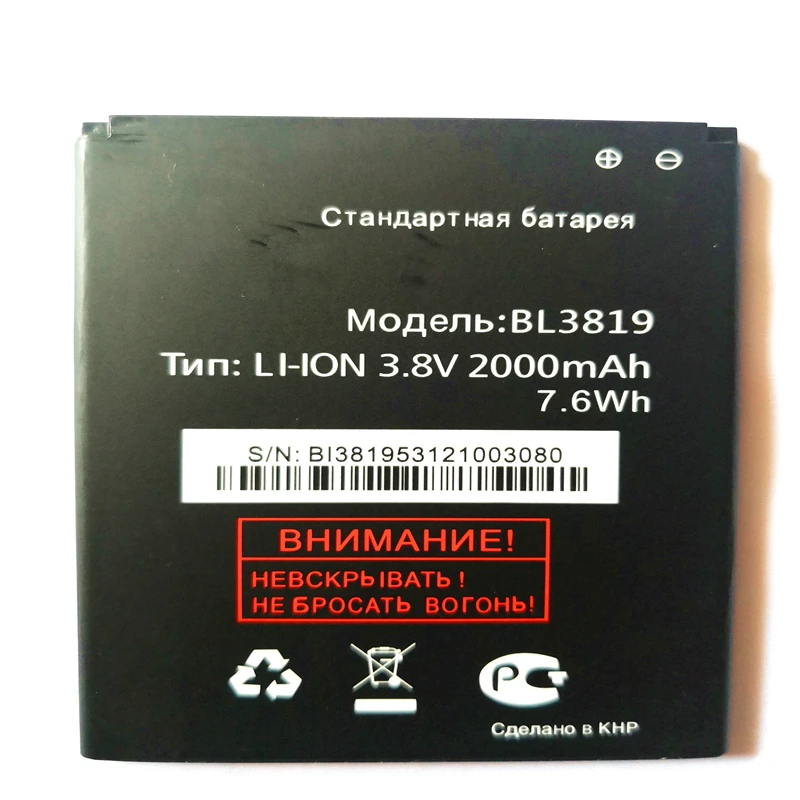 Стандартная батарея
Модель:BL3819
Тип: LI-ION 3.8V 2000mAh
7.6Wh
S/N: BI381953121003080
ВНИМАНИЕ!
НЕВСКРЫВАТЬ!
НЕ БРОСАТЬ ВОГОНЬ!
Сделано в КНР